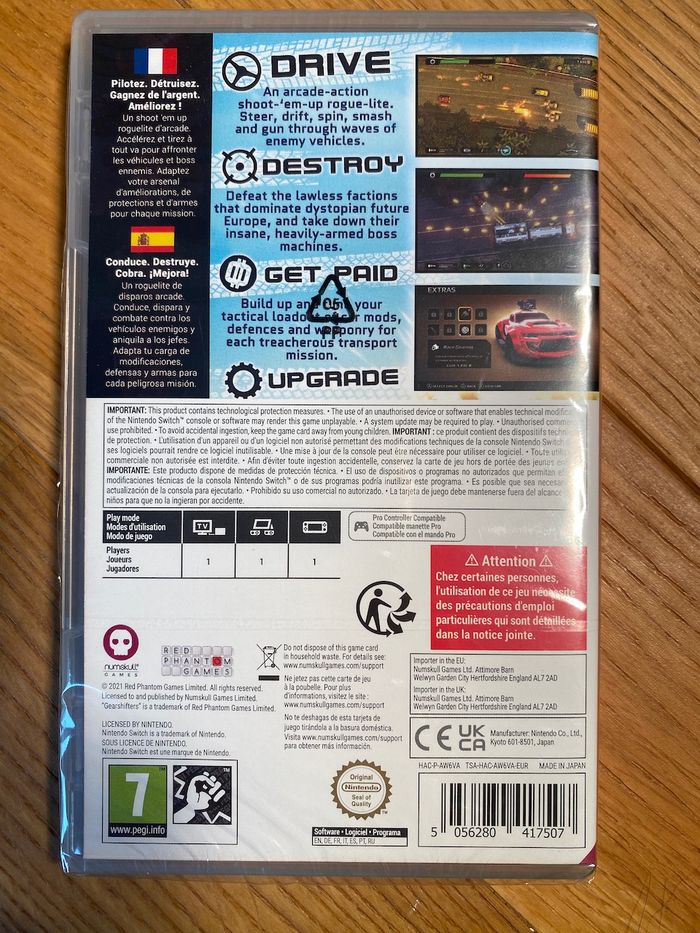 Pilotez. Détruisez.
Gagnez de l'argent.
Améliorez !
Un shoot 'em up
roguelite d'arcade.
Accélérez et tirez à
tout va pour affronter
les véhicules et boss
ennemis. Adaptez
votre arsenal
d'améliorations, de
protections et d'armes
pour chaque mission.
Conduce. Destruye.
Cobra. ¡Mejora!
Un roguelite de
disparos arcade.
Conduce, dispara y
combate contra los
vehículos enemigos y
aniquila a los jefes.
Adapta tu carga de
modificaciones,
defensas y armas para
cada peligrosa misión.
DRIVE
An arcade-action
shoot-'em-up rogue-lite.
Steer, drift, spin, smash
and gun through waves of
enemy vehicles.
DESTROY
Defeat the lawless factions
that dominate dystopian future
Europe, and take down their
insane, heavily-armed boss
machines.
GET PAID
Build up and your
tactical mods,
defences and weaponry for
each treacherous transport
mission.
UPGRADE
05
PP
EXTRAS
IMPORTANT: This product contains technological protection measures. • The use of an unauthorised device or software that enables technical
of the Nintendo Switch™ console or software may render this game unplayable. • A system update may be required to play. • Unauthorised
use prohibited. • To avoid accidental ingestion, keep the game card away from young children. IMPORTANT : ce produit contient des dispositifs
de protection. • L'utilisation d'un appareil ou d'un logiciel non autorisé permettant des modifications techniques de la console Nintendo Switch
ses logiciels pourrait rendre ce logiciel inutilisable. • Une mise à jour de la console peut être nécessaire pour utiliser ce logiciel. • Toute
commerciale non autorisée est interdite. • Afin d'éviter toute ingestion accidentelle, conservez la carte de jeu hors de portée des jeunes
IMPORTANTE: Este producto dispone de medidas de protección técnica. • El uso de dispositivos o programas no autorizados que permitan
modificaciones técnicas de la consola Nintendo Switch™ o de sus programas podría inutilizar este programa. • Es posible que sea
actualización de la consola para ejecutarlo. • Prohibido su uso comercial no autorizado. • La tarjeta de juego debe mantenerse fuera del alcance
niños para que no la ingieran por accidente.
Play mode
Modes d'utilisation
Modo de juego
TV
Players
Joueurs
Jugadores
1 1 1
Pro Controller Compatible
Compatible manette Pro
Compatible con el mando Pro
⚠ Attention ⚠
Chez certaines personnes,
l'utilisation de ce jeu nécessite
des précautions d'emploi
particulières qui sont détaillées
dans la notice jointe.
numskull®
GAMES
RED
PHANTOM
GAMES
© 2021 Red Phantom Games Limited. All rights reserved.
Licensed to and published by Numskull Games Limited.
"Gearshifters" is a trademark of Red Phantom Games Limited.
LICENSED BY NINTENDO.
Nintendo Switch is a trademark of Nintendo.
SOUS LICENCE DE NINTENDO.
Nintendo Switch est une marque de Nintendo.
Do not dispose of this game card
in household waste. For details see:
www.numskullgames.com/support
Ne jetez pas cette carte de jeu
à la poubelle. Pour plus
d'informations, visitez le site :
www.numskullgames.com/support
No te deshagas de esta tarjeta de
juego tirándola a la basura doméstica.
Visita www.numskullgames.com/support
para obtener más información.
Importer in the EU:
Numskull Games Ltd. Attimore Barn
Welwyn Garden City Hertfordshire England AL7 2AD
Importer in the UK:
Numskull Games Ltd. Attimore Barn
Welwyn Garden City Hertfordshire England AL7 2AD
CE UK
CA
Manufacturer: Nintendo Co., Ltd.,
Kyoto 601-8501, Japan
HAC-P-AW6VA TSA-HAC-AW6VA-EUR MADE IN JAPAN
7
www.pegi.info
Original
Nintendo
Seal of
Quality
™
Software • Logiciel • Programa
EN, DE, FR, IT, ES, PT, RU
5 056280 417507